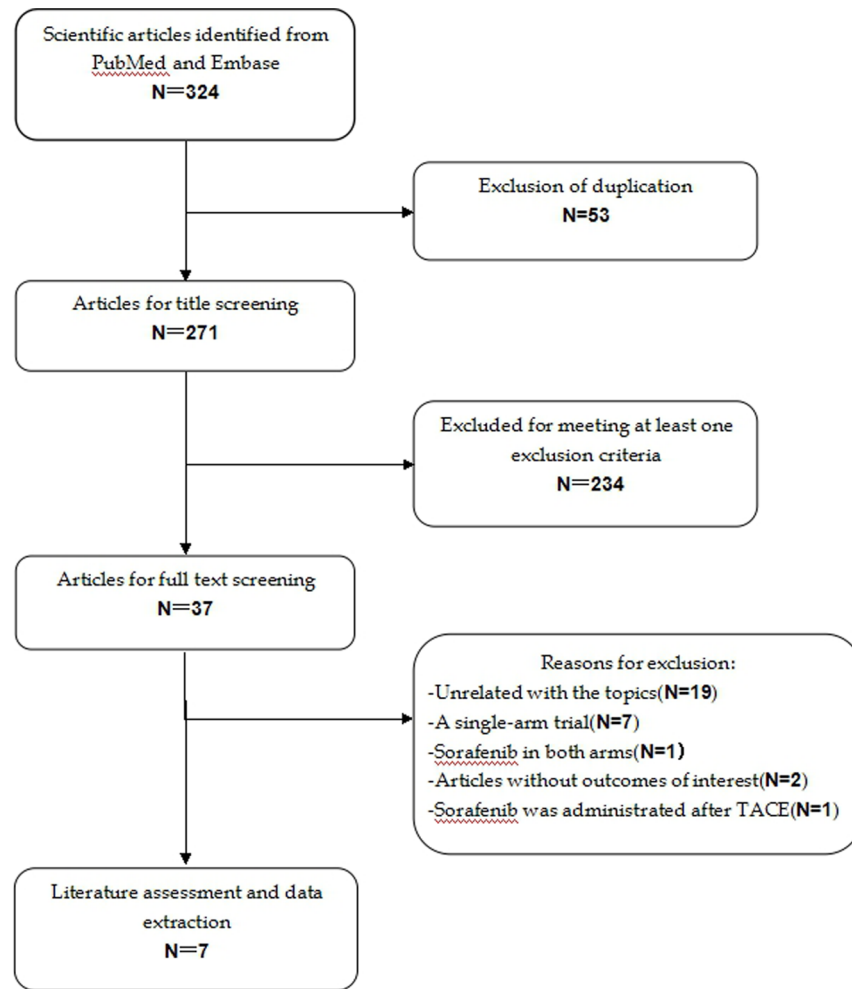 Scientific articles identified from
PubMed and Embase
N=324
Exclusion of duplication
N=53
Articles for title screening
N=271
Excluded for meeting at least one
exclusion criteria
N=234
Articles for full text screening
N=37
Reasons for exclusion:
-Unrelated with the topics(N=19)
-A single-arm trial(N=7)
-Sorafenib in both arms(N=1)
-Articles without outcomes of interest(N=2)
-Sorafenib was administrated after TACE(N=1)
Literature assessment and data
extraction
N=7